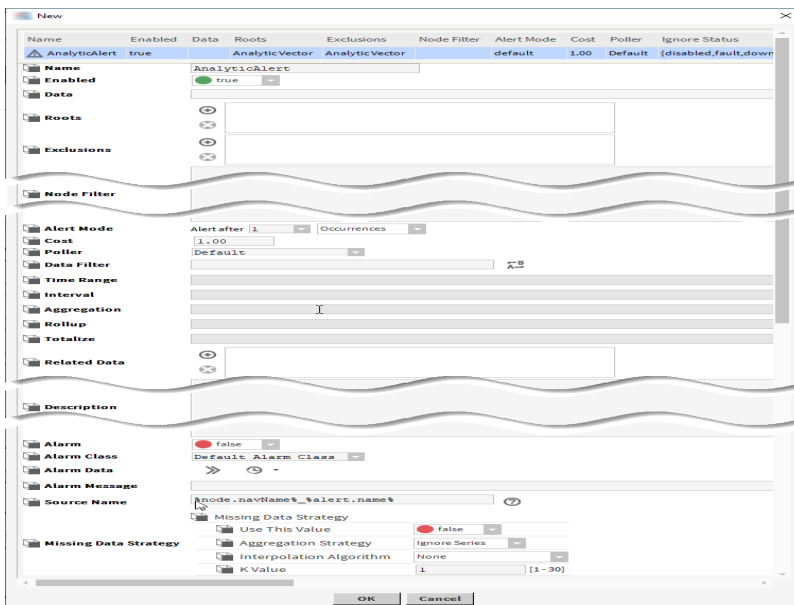 New
Name Enabled Data Roots Exclusions Node Filter Alert Mode Cost Poller Ignore Status
AnalyticAlert true AnalyticVector AnalyticVector default 1.00 Default {disabled,fault,down
Name AnalyticAlert
Enabled true
Data
Roots
Exclusions
Node Filter
Alert Mode Alert after 1 Occurrences
Cost 1.00
Poller Default
Data Filter
Time Range
Interval
Aggregation
Rollup
Totalize
Related Data
Description
Alarm false
Alarm Class Default Alarm Class
Alarm Data
Alarm Message
Source Name %node.navName%_%alert.name%
Missing Data Strategy
Use This Value false
Missing Data Strategy Aggregation Strategy Ignore Series
Interpolation Algorithm None
K Value 1 [1-30]
OK Cancel